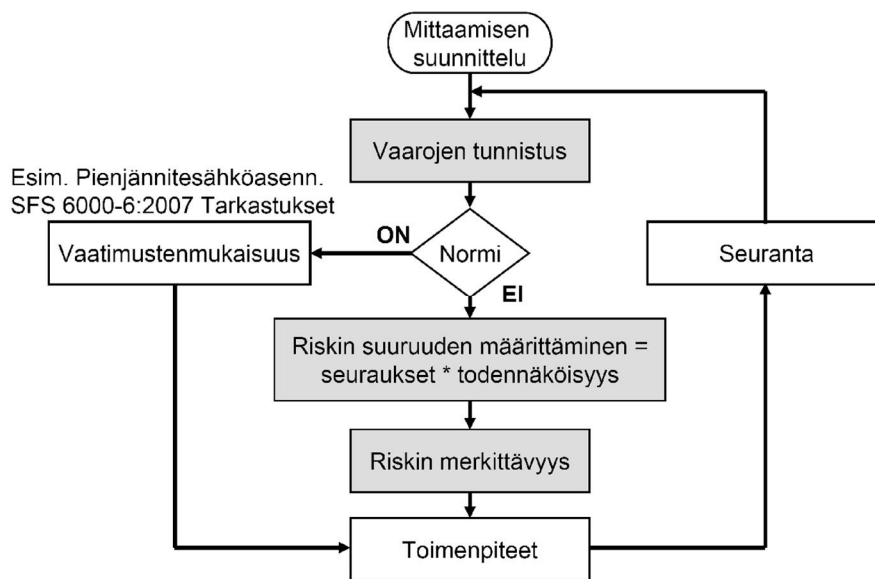 Mittaamisen
suunnittelu
Vaarojen tunnistus
Esim. Pienjännitesähköasenn.
SFS 6000-6:2007 Tarkastukset
ON
Vaatimustenmukaisuus
Normi
Seuranta
EI
Riskin suuruuden määrittäminen =
seuraukset * todennäköisyys
Riskin merkittävyys
Toimenpiteet